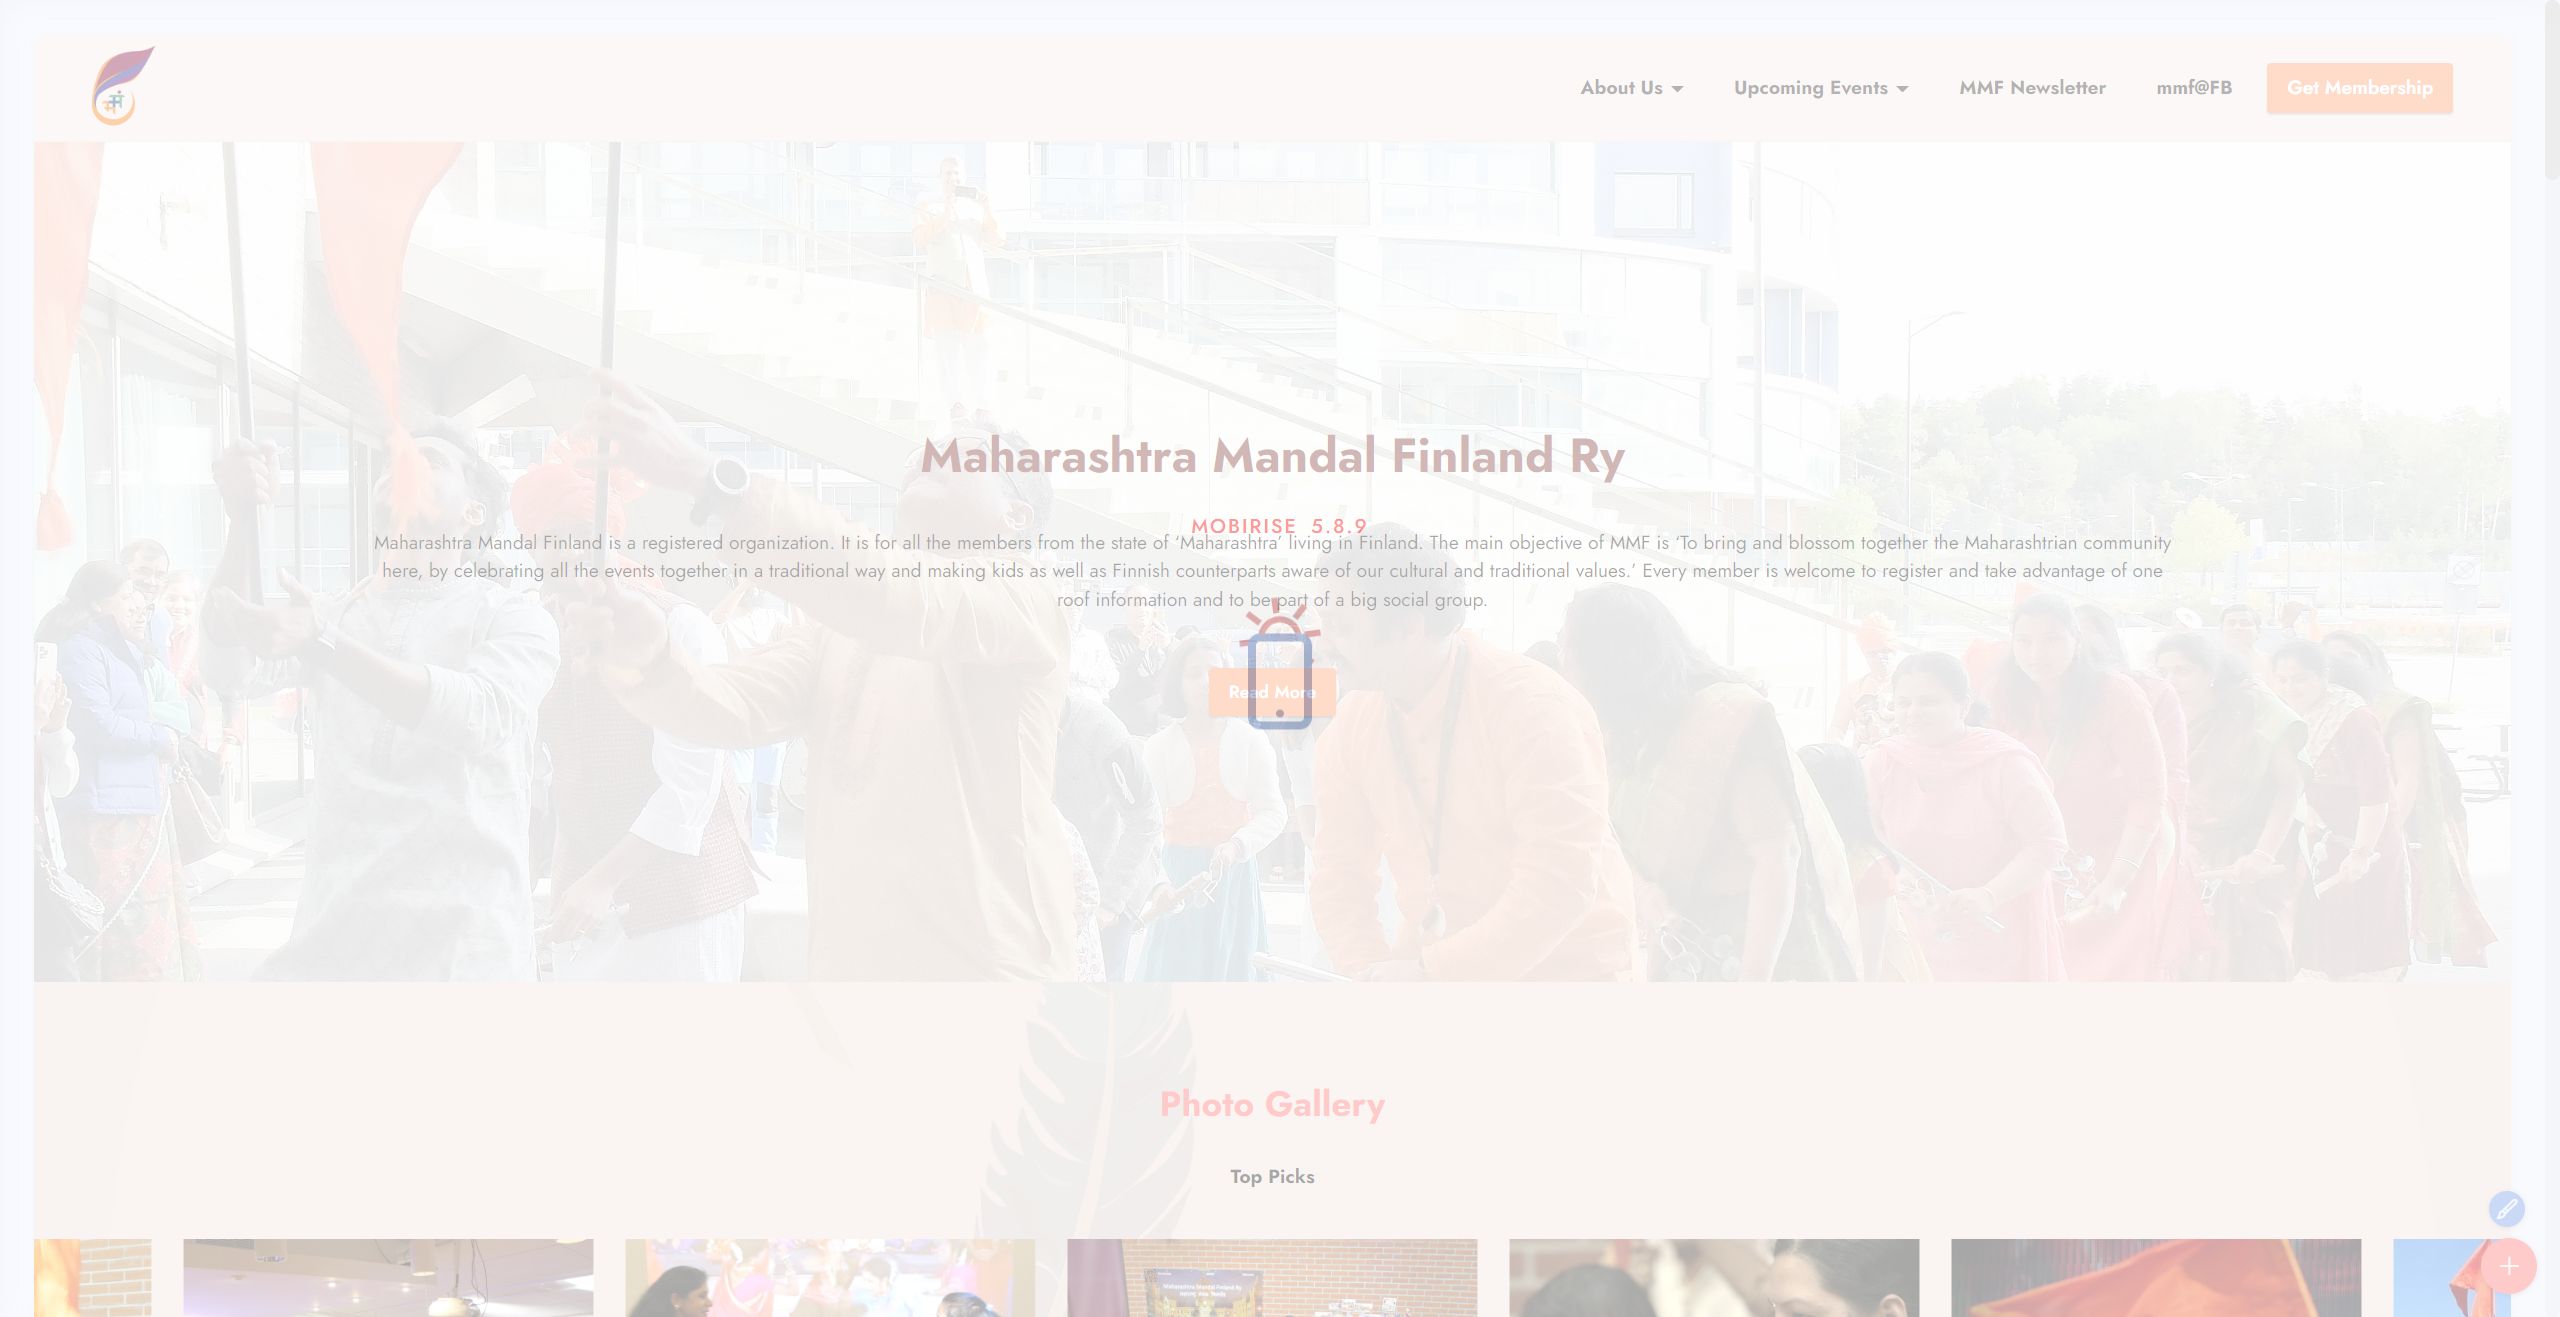 About Us
Upcoming Events
MMF Newsletter
mmf@FB
Get Membership
Maharashtra Mandal Finland Ry
MOBIRISE 5.8.9
Maharashtra Mandal Finland is a registered organization. It is for all the members from the state of ‘Maharashtra’ living in Finland. The main objective of MMF is ‘To bring and blossom together the Maharashtrian community
here, by celebrating all the events together in a traditional way and making kids as well as Finnish counterparts aware of our cultural and traditional values.’ Every member is welcome to register and take advantage of one
roof information and to be part of a big social group.
Read More
Photo Gallery
Top Picks
Maharashtra Mandal Finland Ry